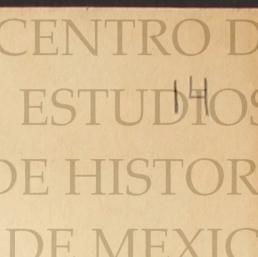 CENTRO D
14
ESTUDIOS
DE HISTOR
DE MEXIC